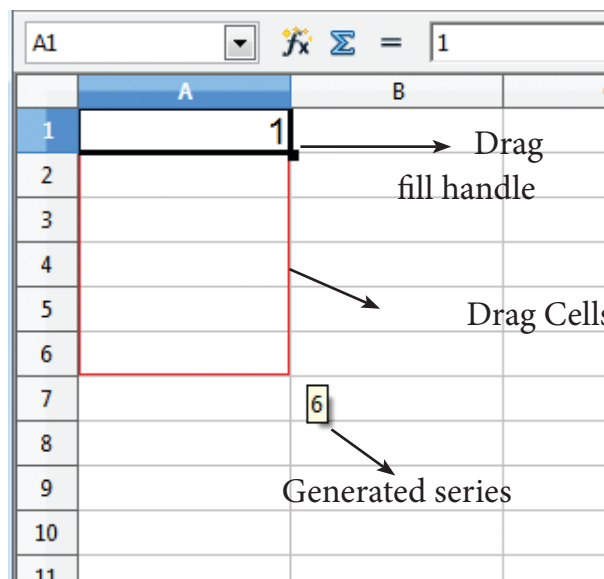 A1 fx Σ = 1
A B
1 1
Drag
fill handle
2
3
4
5
Drag Cells
6
7
6
8
9
Generated series
10
11